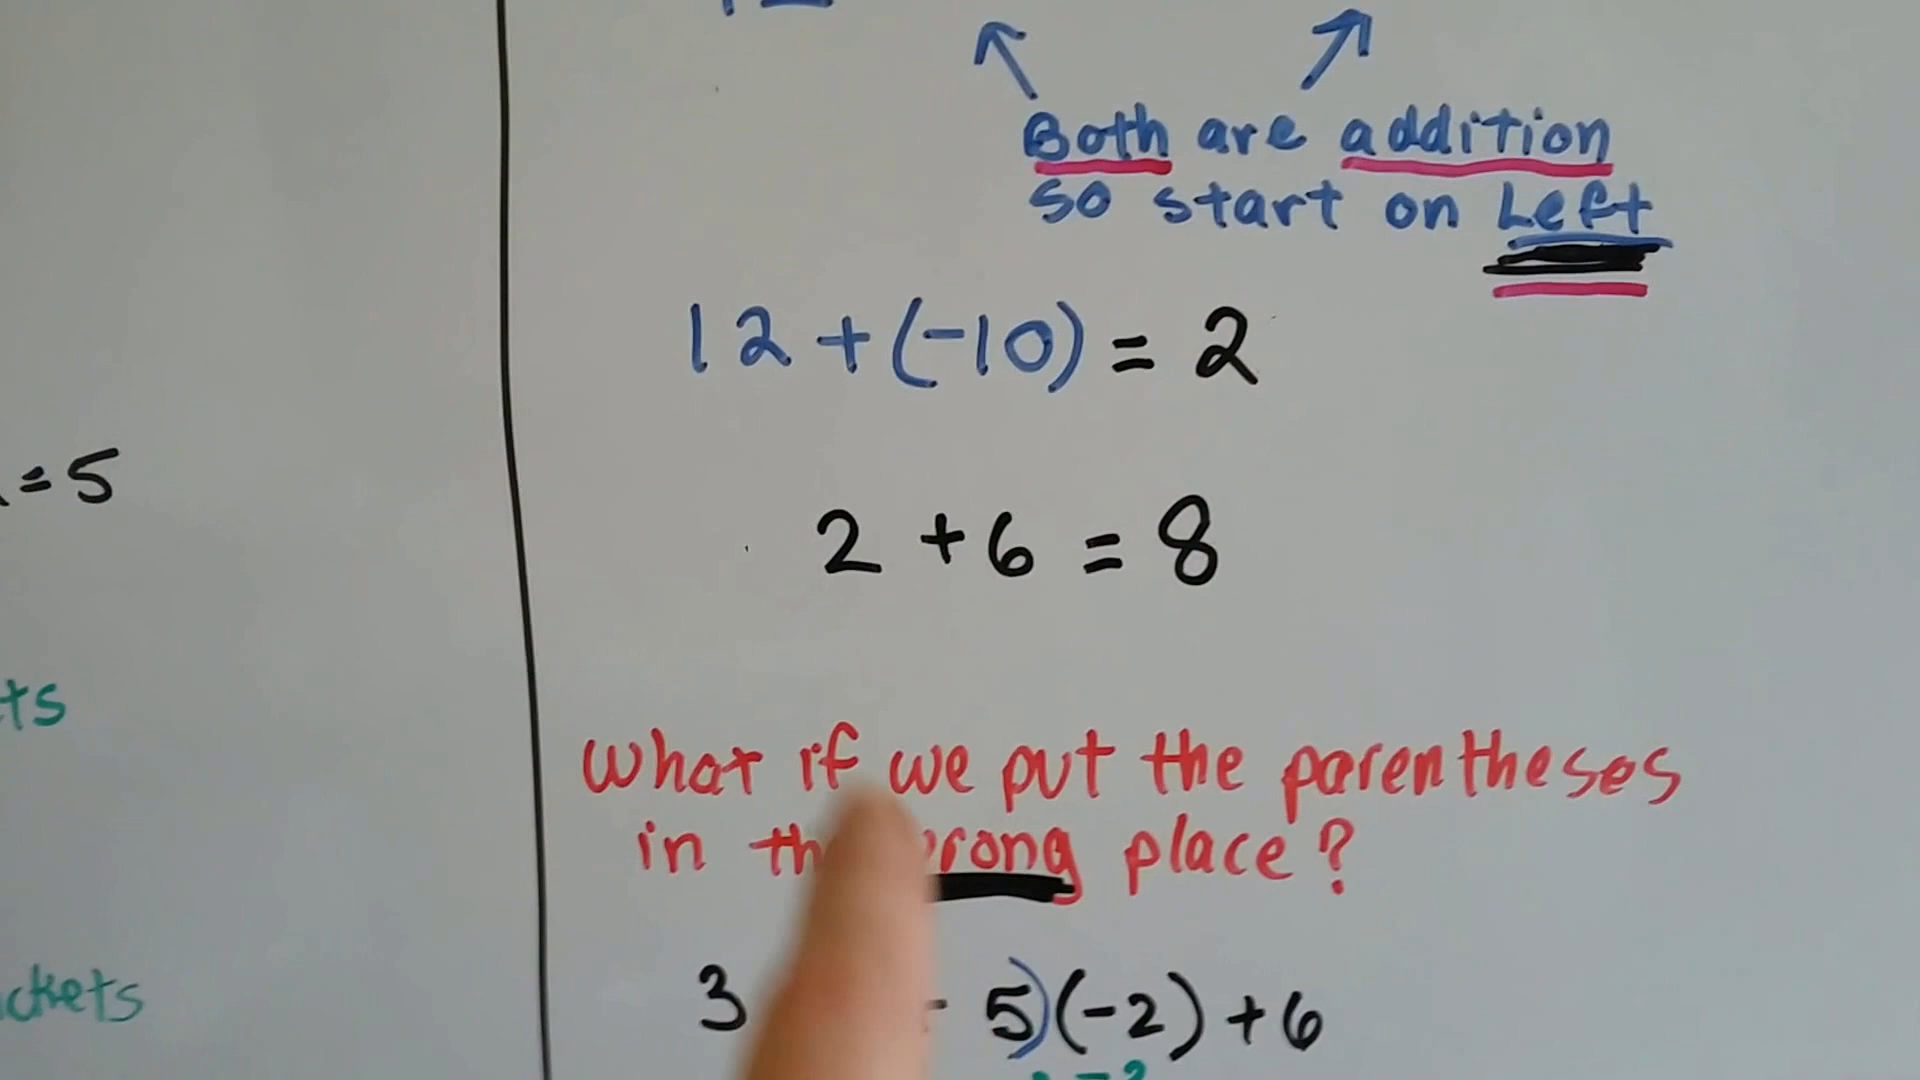 Both are addition
so start on Left
12 + (-10) = 2
= 5
2 + 6 = 8
ts
What if we put the parentheses
in the wrong place?
ckets
3 - 5)(-2) + 6